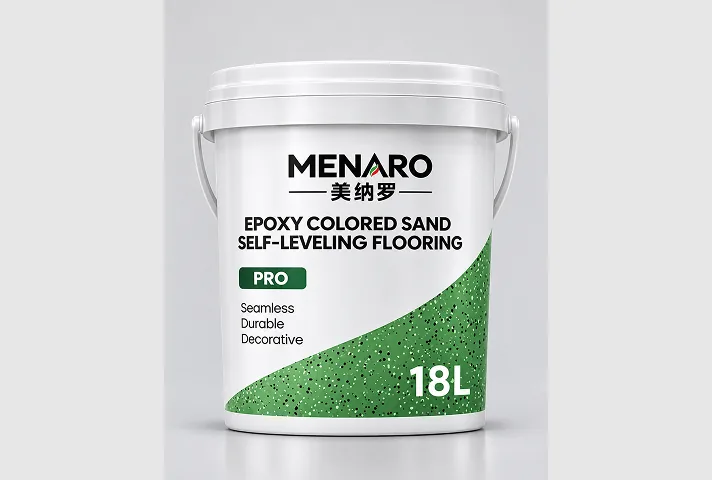 MENARO
美纳罗
EPOXY COLORED SAND
SELF-LEVELING FLOORING
PRO
Seamless
Durable
Decorative
18L